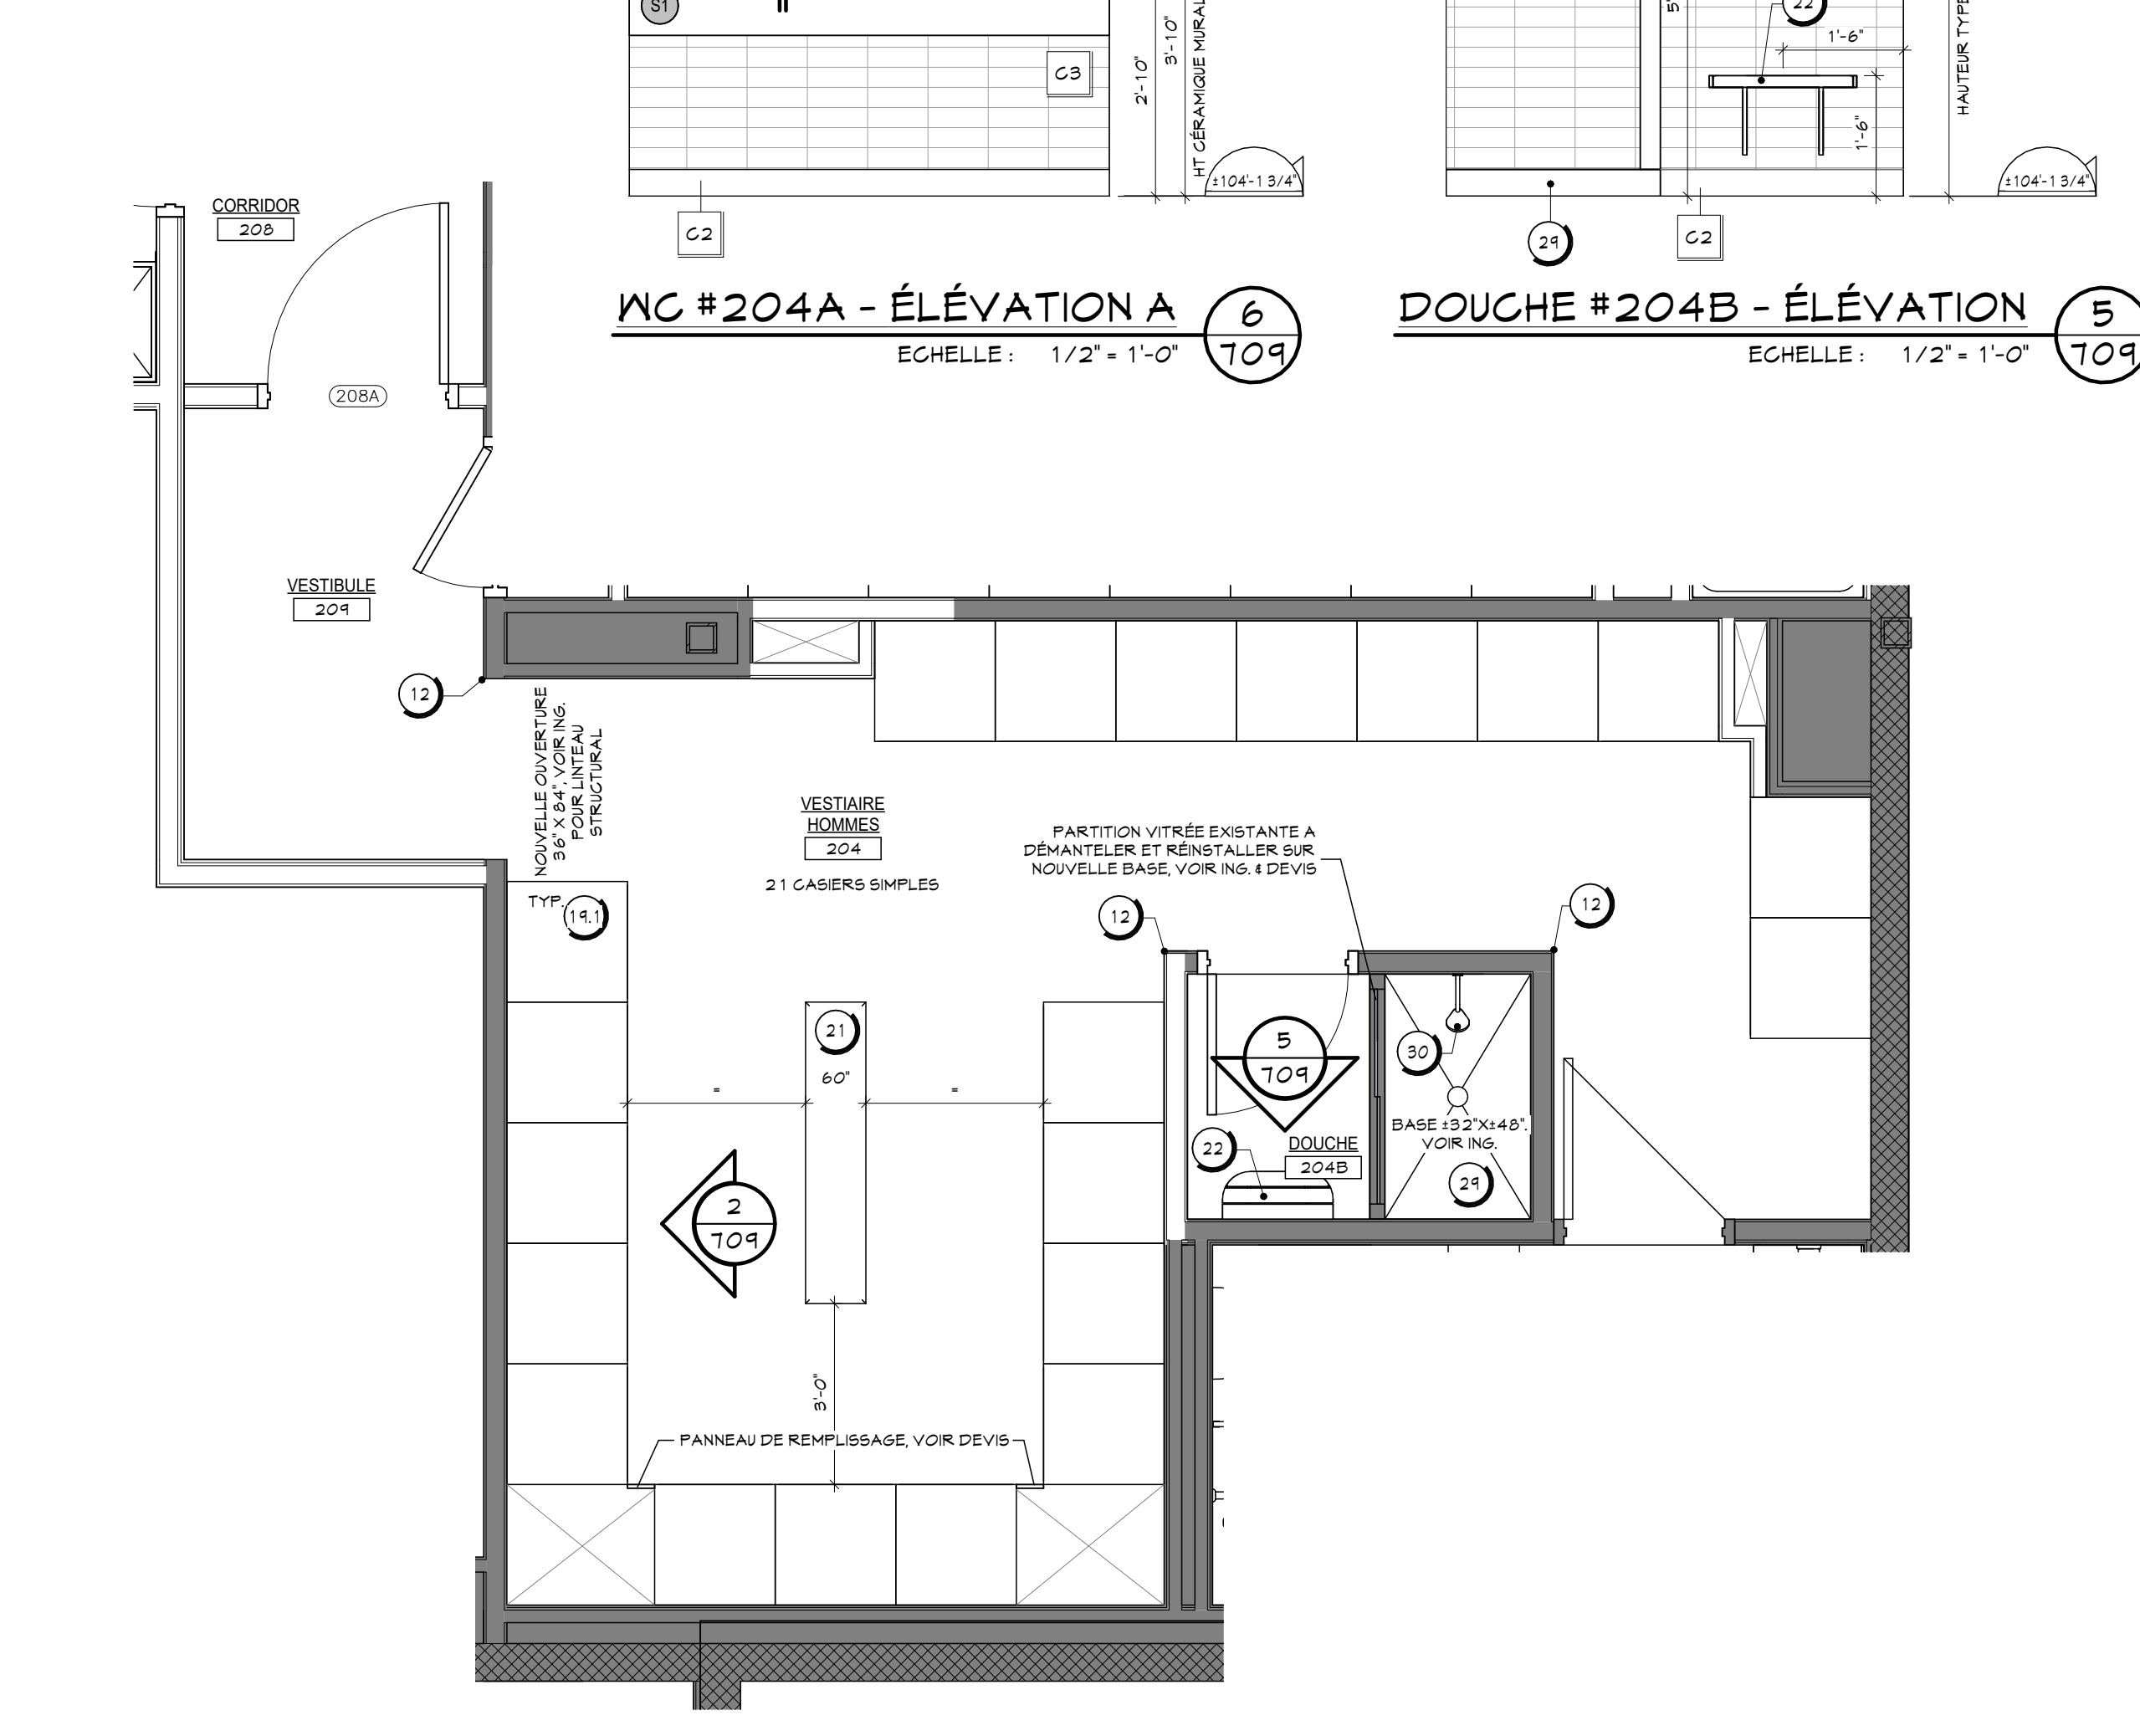 S1
C3
2'-10"
3'-10"
HT CÉRAMIQUE MURAL
±104'-1 3/4"
C2
WC #204A - ÉLÉVATION A
6
709
ECHELLE : 1/2" = 1'-0"
22
1'-6"
1'-6"
HAUTEUR TYPE
±104'-1 3/4"
29
C2
DOUCHE #204B - ÉLÉVATION
5
709
ECHELLE : 1/2" = 1'-0"
CORRIDOR
208
208A
VESTIBULE
209
12
NOUVELLE OUVERTURE
36" X 84", VOIR ING.
POUR LINTEAU
STRUCTURAL
VESTIAIRE
HOMMES
204
21 CASIERS SIMPLES
PARTITION VITRÉE EXISTANTE A
DÉMANTELER ET RÉINSTALLER SUR
NOUVELLE BASE, VOIR ING. & DEVIS
TYP.
19.1
12
12
21
60"
=
=
5
709
30
BASE ±32"X±48".
VOIR ING.
22
DOUCHE
204B
29
2
709
3'-0"
PANNEAU DE REMPLISSAGE, VOIR DEVIS